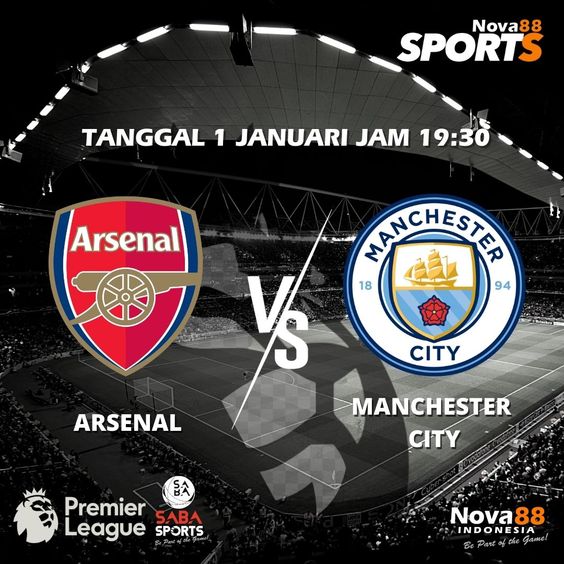 Nova88
SPORTS
TANGGAL 1 JANUARI JAM 19:30
Arsenal
MANCHESTER
18 94
CITY
VS
ARSENAL
MANCHESTER
CITY
Premier
League
SABA
SABA
SPORTS
Be Part of the Game!
Nova88
INDONESIA
Be Part of the Game!